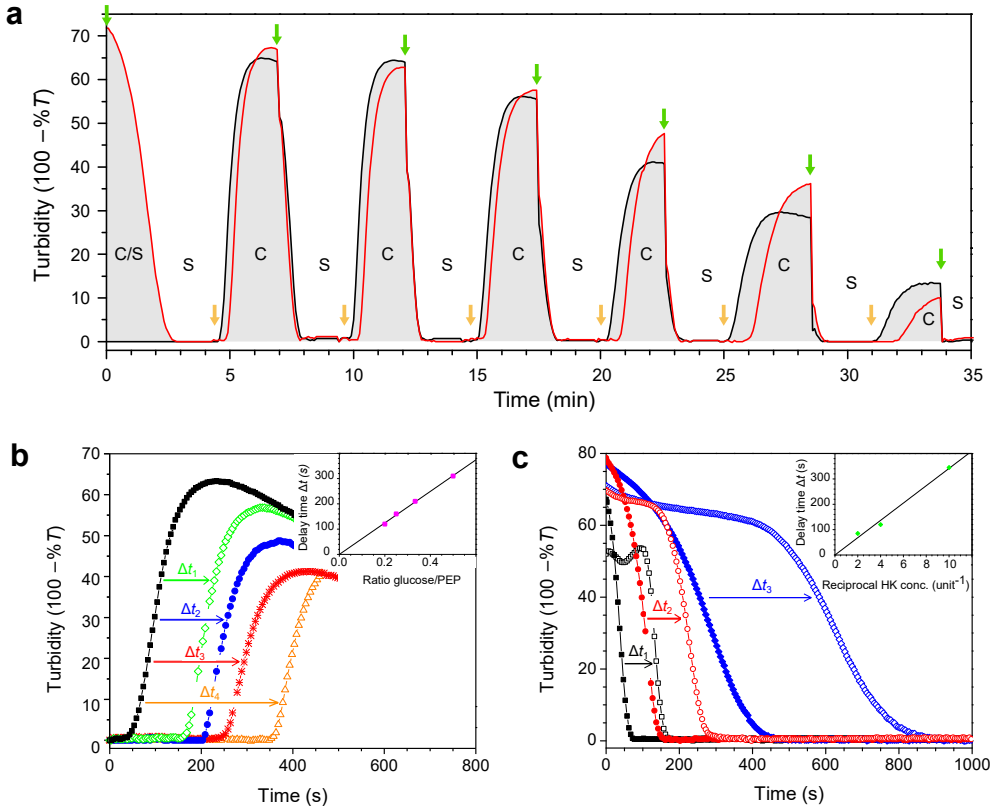 a
Turbidity (100 –%T)
70
60
50
40
30
20
10
0
C/S
S
C
S
C
S
C
S
C
S
C
S
C
S
0
5
10
15
20
25
30
35
Time (min)
b
Turbidity (100 –%T)
70
60
50
40
30
20
10
0
Δt1
Δt2
Δt3
Δt4
0
200
400
600
800
Time (s)
Delay time Δt (s)
300
200
100
0
0.0
0.2
0.4
Ratio glucose/PEP
c
Turbidity (100 –%T)
80
60
40
20
0
Δt1
Δt2
Δt3
0
200
400
600
800
1000
Time (s)
Delay time Δt (s)
300
200
100
0
0
2
4
6
8
10
Reciprocal HK conc. (unit-1)